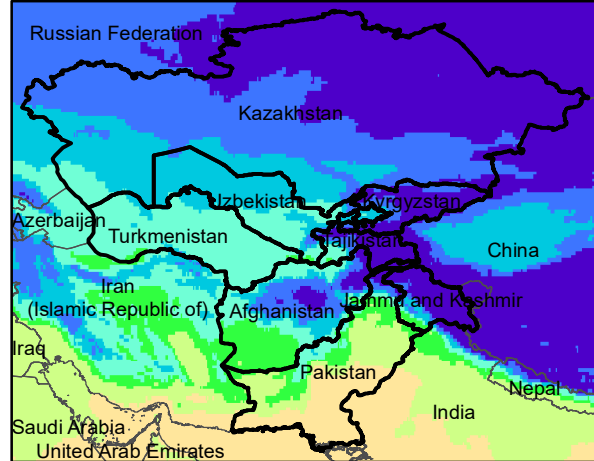 Russian Federation
Kazakhstan
Uzbekistan
Kyrgyzstan
Azerbaijan
Turkmenistan
Tajikistan
China
Iran
(Islamic Republic of)
Afghanistan
Jammu and Kashmir
Iraq
Pakistan
Nepal
India
Saudi Arabia
United Arab Emirates